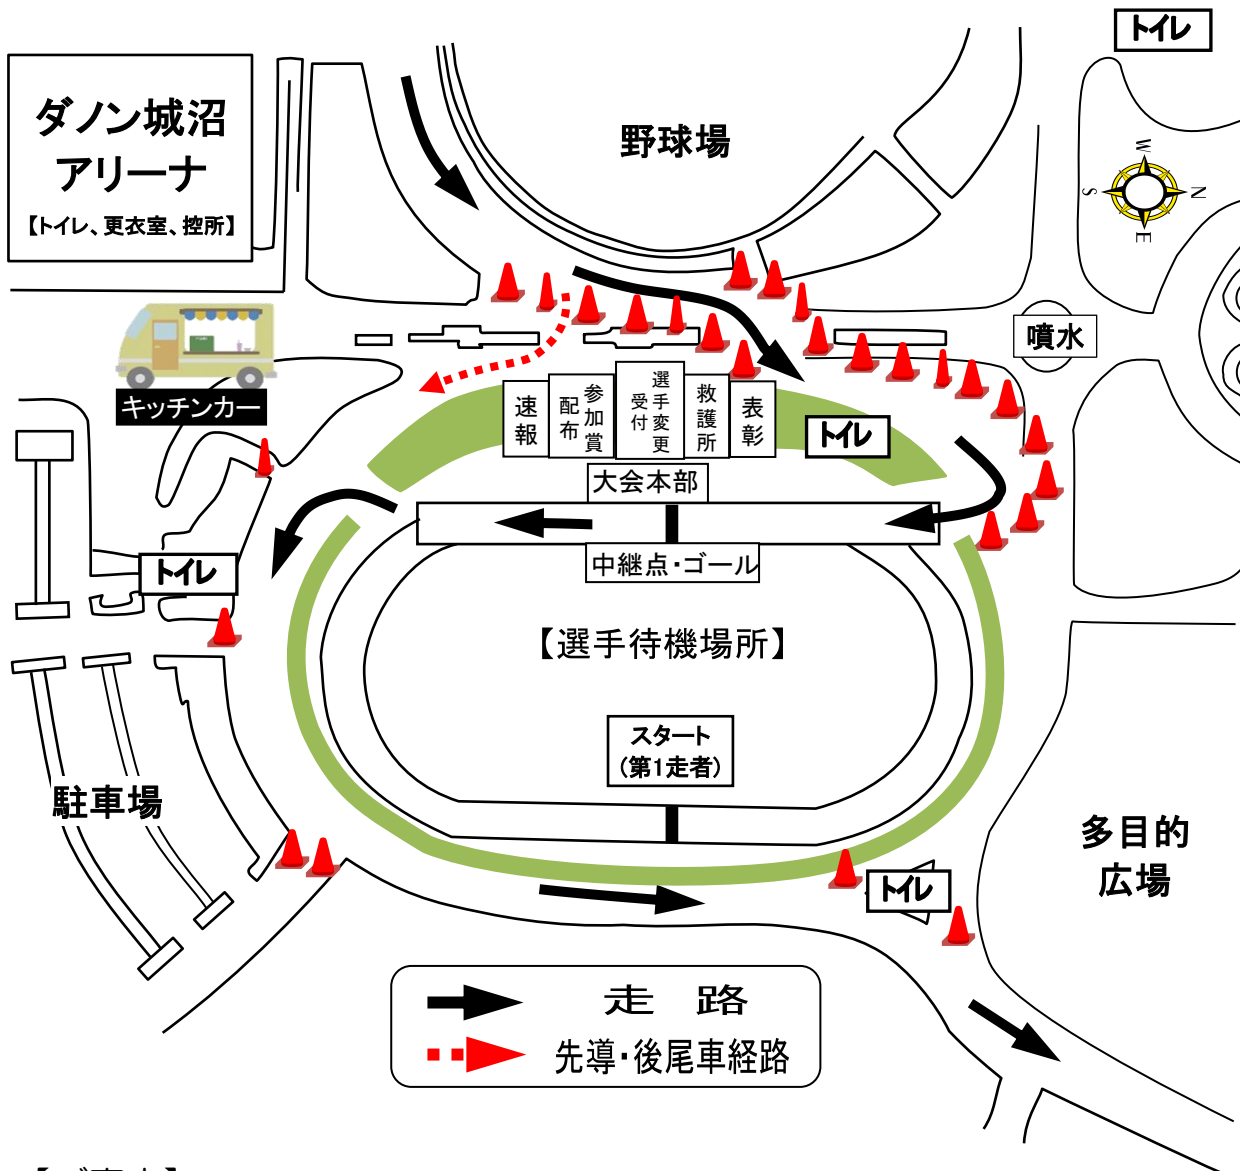 トイレ
ダノン城沼
アリーナ
【トイレ、更衣室、控所】
野球場
W
N
S
E
噴水
キッチンカー
速報
参加賞
配布
選手変更
受付
救護所
表彰
トイレ
大会本部
中継点・ゴール
トイレ
【選手待機場所】
スタート
(第1走者)
駐車場
多目的
広場
トイレ
走 路
先導・後尾車経路